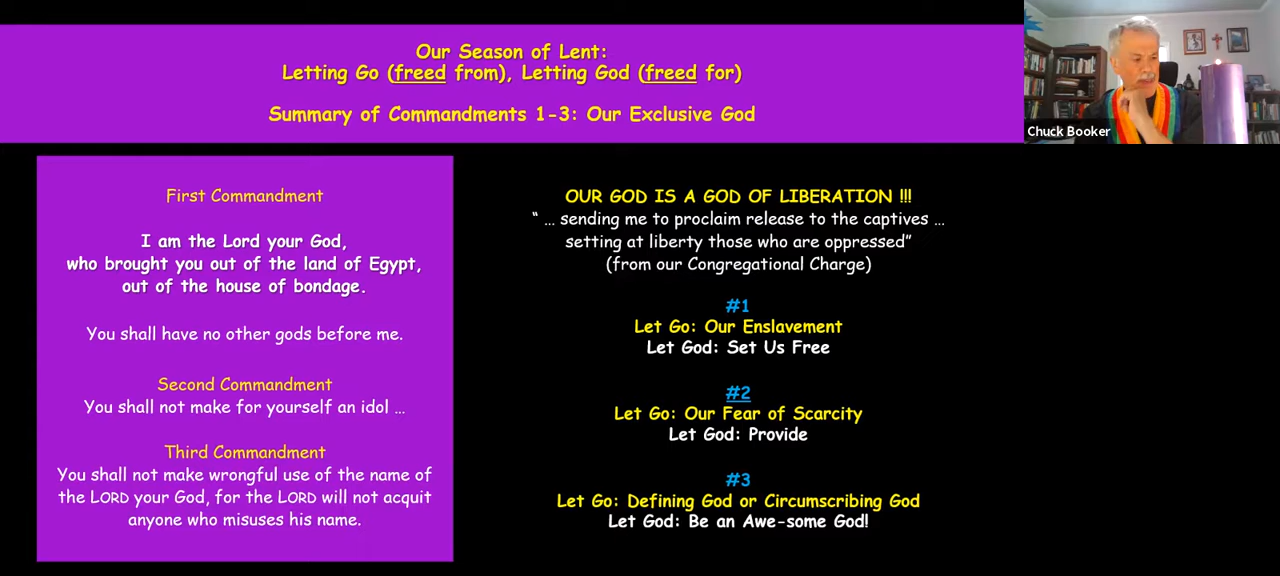 Our Season of Lent:
Letting Go (freed from), Letting God (freed for)
Summary of Commandments 1-3: Our Exclusive God
Chuck Booker
First Commandment
I am the Lord your God,
who brought you out of the land of Egypt,
out of the house of bondage.
You shall have no other gods before me.
Second Commandment
You shall not make for yourself an idol …
Third Commandment
You shall not make wrongful use of the name of
the LORD your God, for the LORD will not acquit
anyone who misuses his name.
OUR GOD IS A GOD OF LIBERATION !!!
“ … sending me to proclaim release to the captives …
setting at liberty those who are oppressed”
(from our Congregational Charge)
#1
Let Go: Our Enslavement
Let God: Set Us Free
#2
Let Go: Our Fear of Scarcity
Let God: Provide
#3
Let Go: Defining God or Circumscribing God
Let God: Be an Awe-some God!